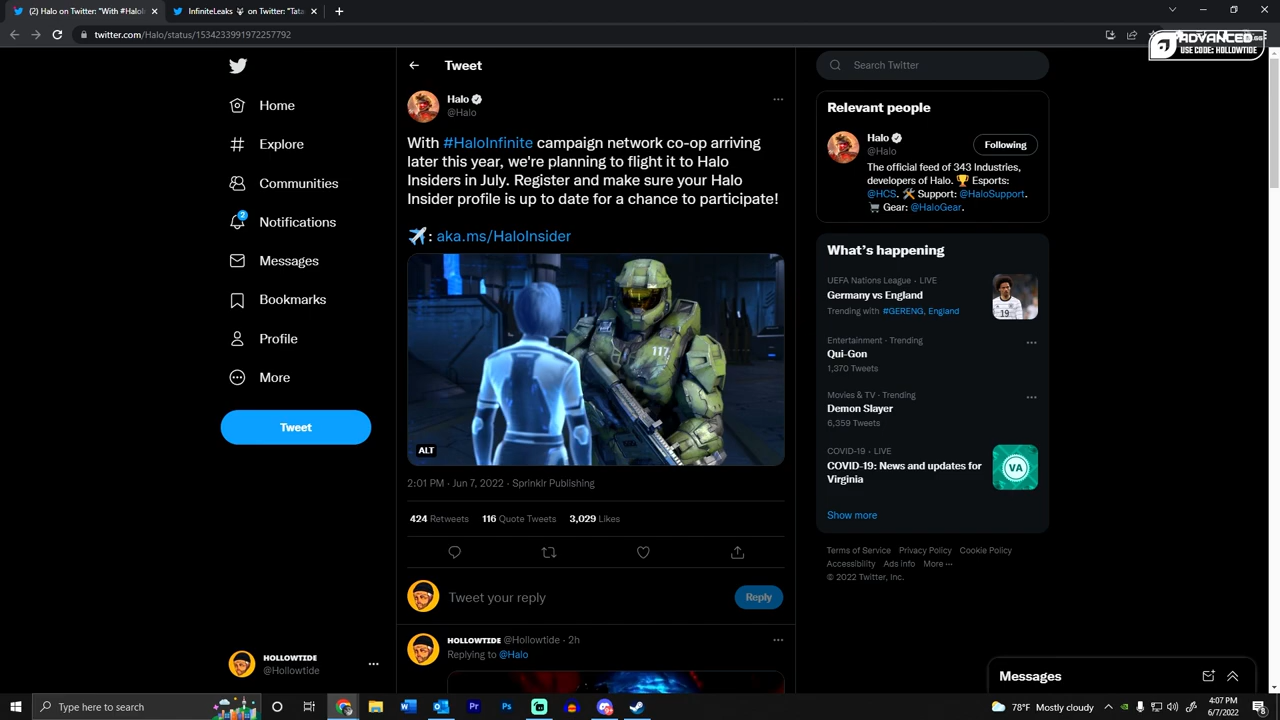 (2) Halo on Twitter: "With #Halo
InfiniteLeaks on Twitter: "Tata
twitter.com/Halo/status/1534233991972257792
ADVANCED.gg
USE CODE: HOLLOWTIDE
Home
Explore
Communities
2
Notifications
Messages
Bookmarks
Profile
More
Tweet
HOLLOWTIDE
@Hollowtide
Tweet
Halo
@Halo
With #HaloInfinite campaign network co-op arriving
later this year, we're planning to flight it to Halo
Insiders in July. Register and make sure your Halo
Insider profile is up to date for a chance to participate!
: aka.ms/HaloInsider
117
ALT
2:01 PM · Jun 7, 2022 · Sprinklr Publishing
424 Retweets 116 Quote Tweets 3,029 Likes
Tweet your reply
Reply
HOLLOWTIDE @Hollowtide · 2h
Replying to @Halo
Search Twitter
Relevant people
Halo
@Halo
Following
The official feed of 343 Industries,
developers of Halo. 🏆 Esports:
@HCS. 🛠 Support: @HaloSupport.
🛒 Gear: @HaloGear.
What's happening
UEFA Nations League · LIVE
Germany vs England
Trending with #GERENG, England
19
Entertainment · Trending
Qui-Gon
1,370 Tweets
Movies & TV · Trending
Demon Slayer
6,359 Tweets
COVID-19 · LIVE
COVID-19: News and updates for
Virginia
VA
Show more
Terms of Service Privacy Policy Cookie Policy
Accessibility Ads info More ···
© 2022 Twitter, Inc.
Messages
Type here to search
W
Pr
Ps
78°F Mostly cloudy
4:07 PM
6/7/2022